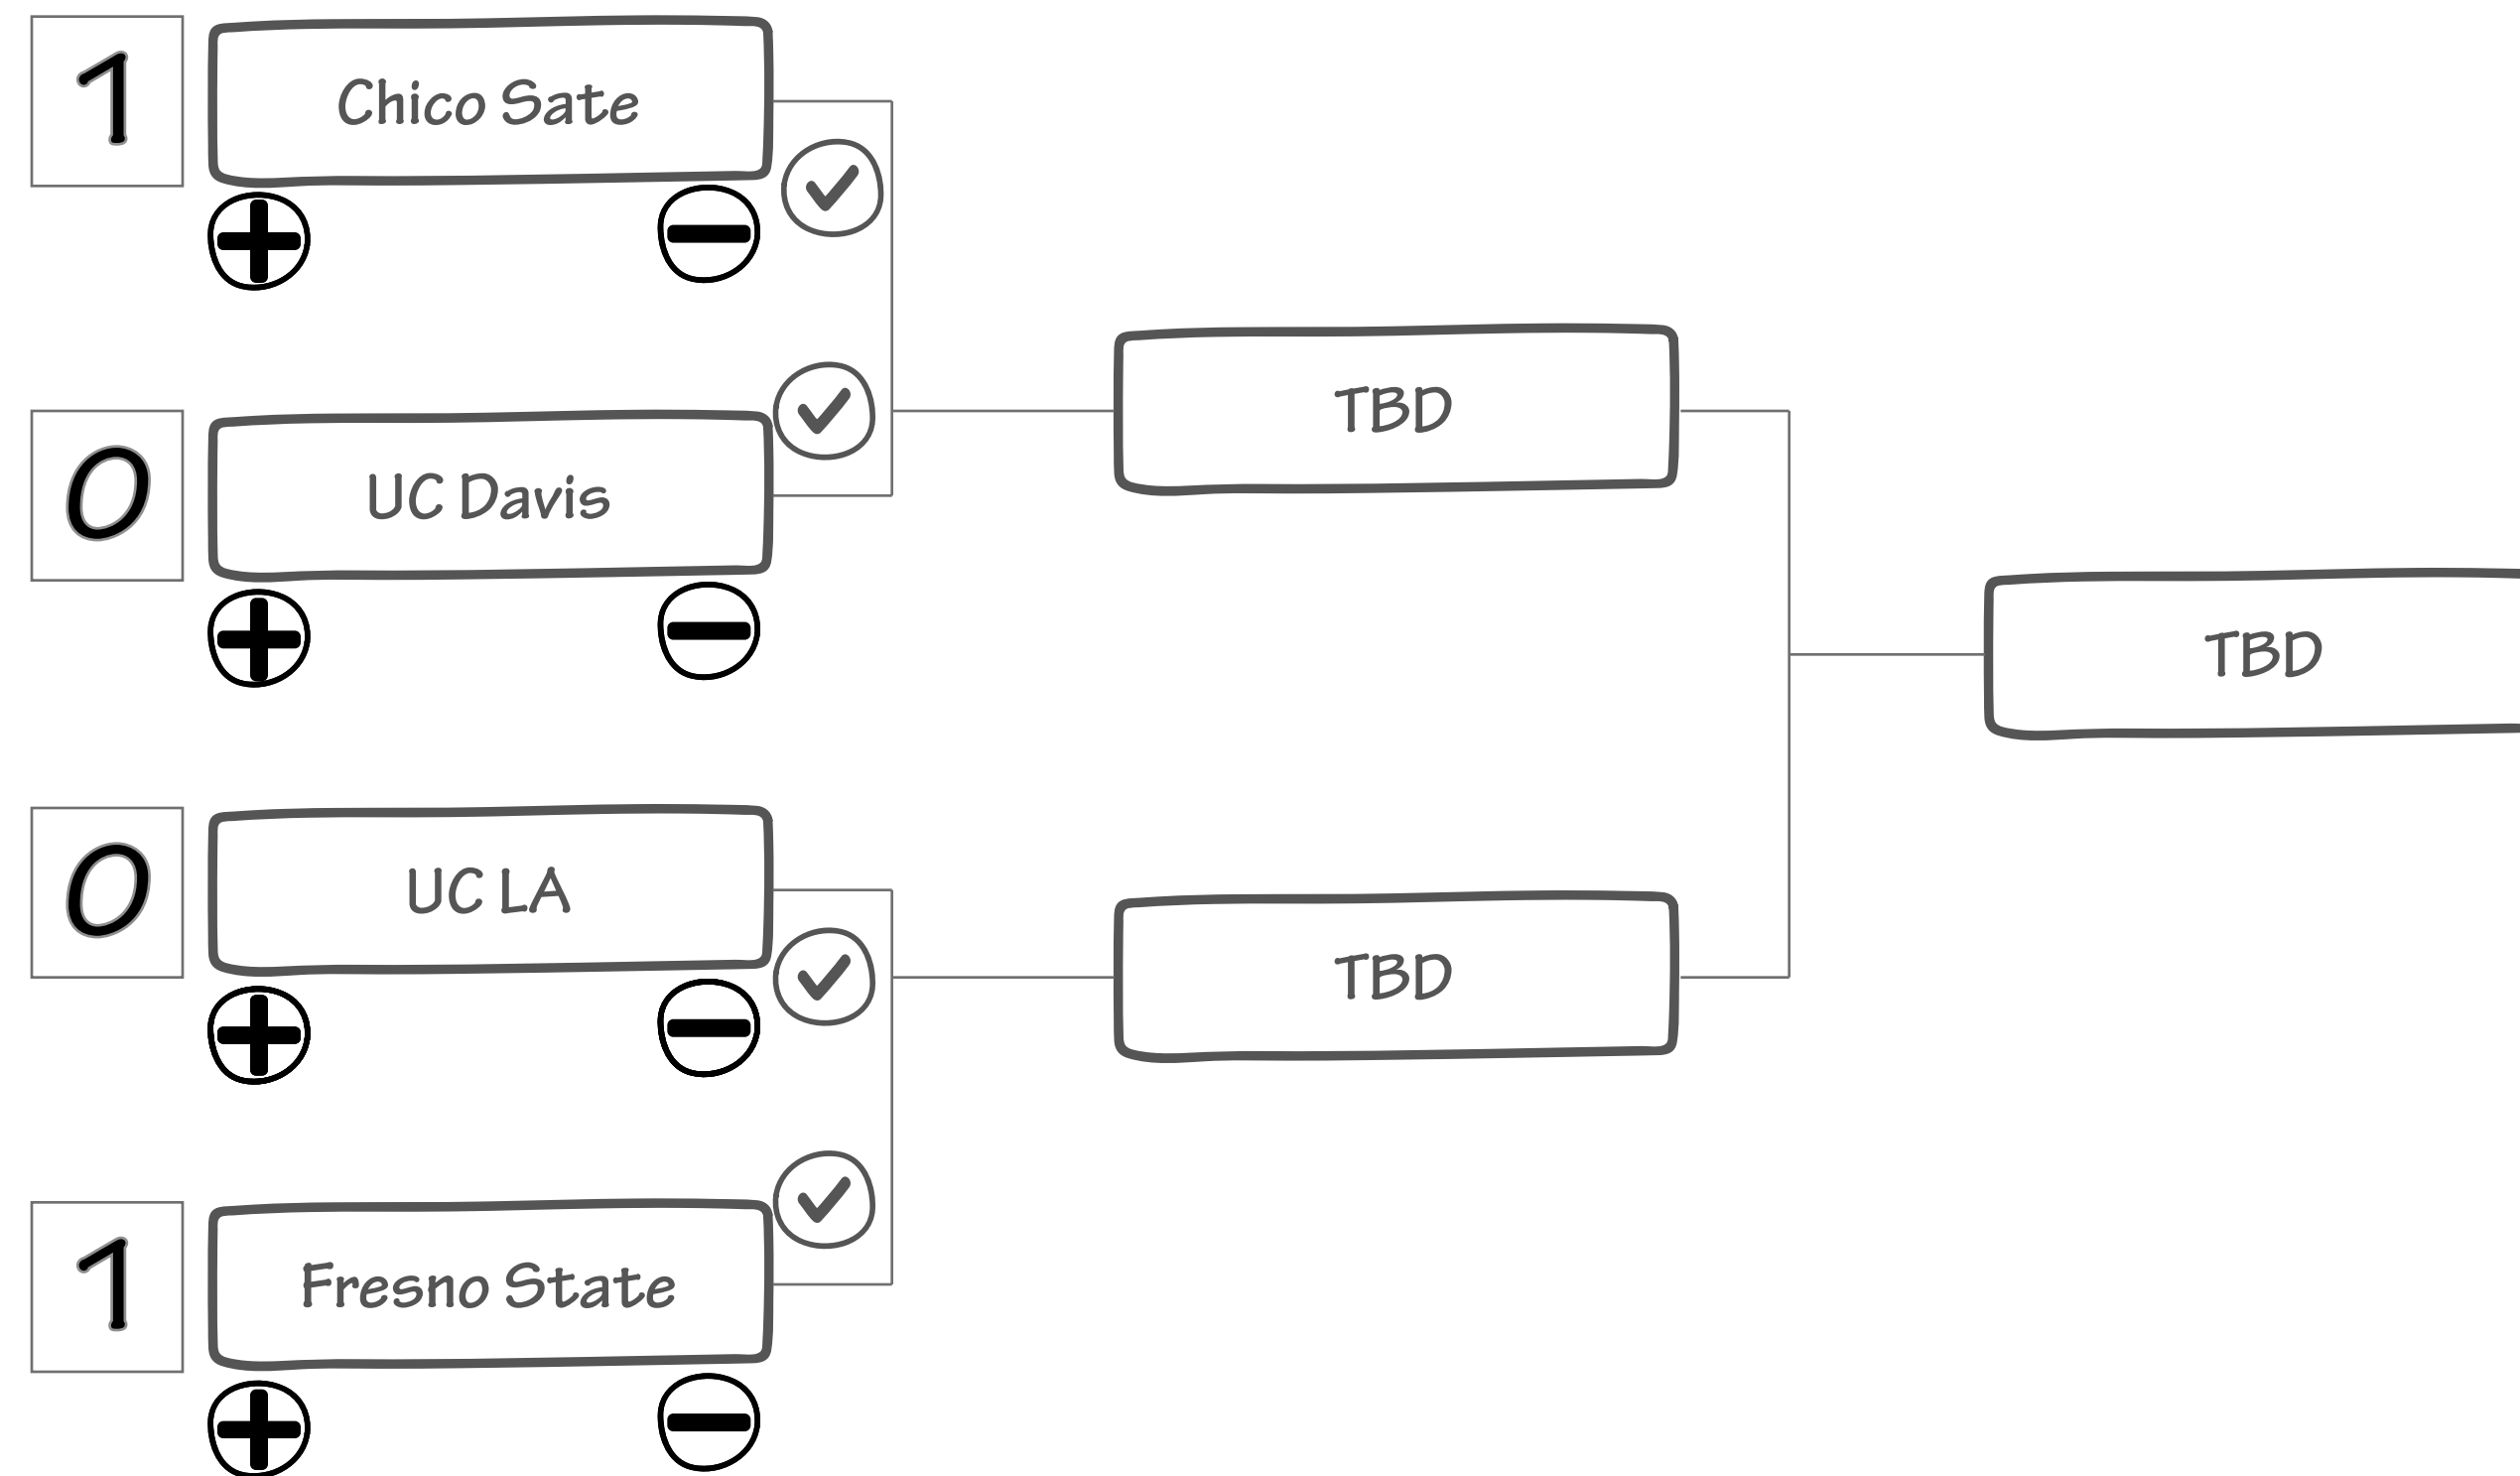 1
Chico Sate
0
UC Davis
TBD
TBD
0
UC LA
TBD
1
Fresno State